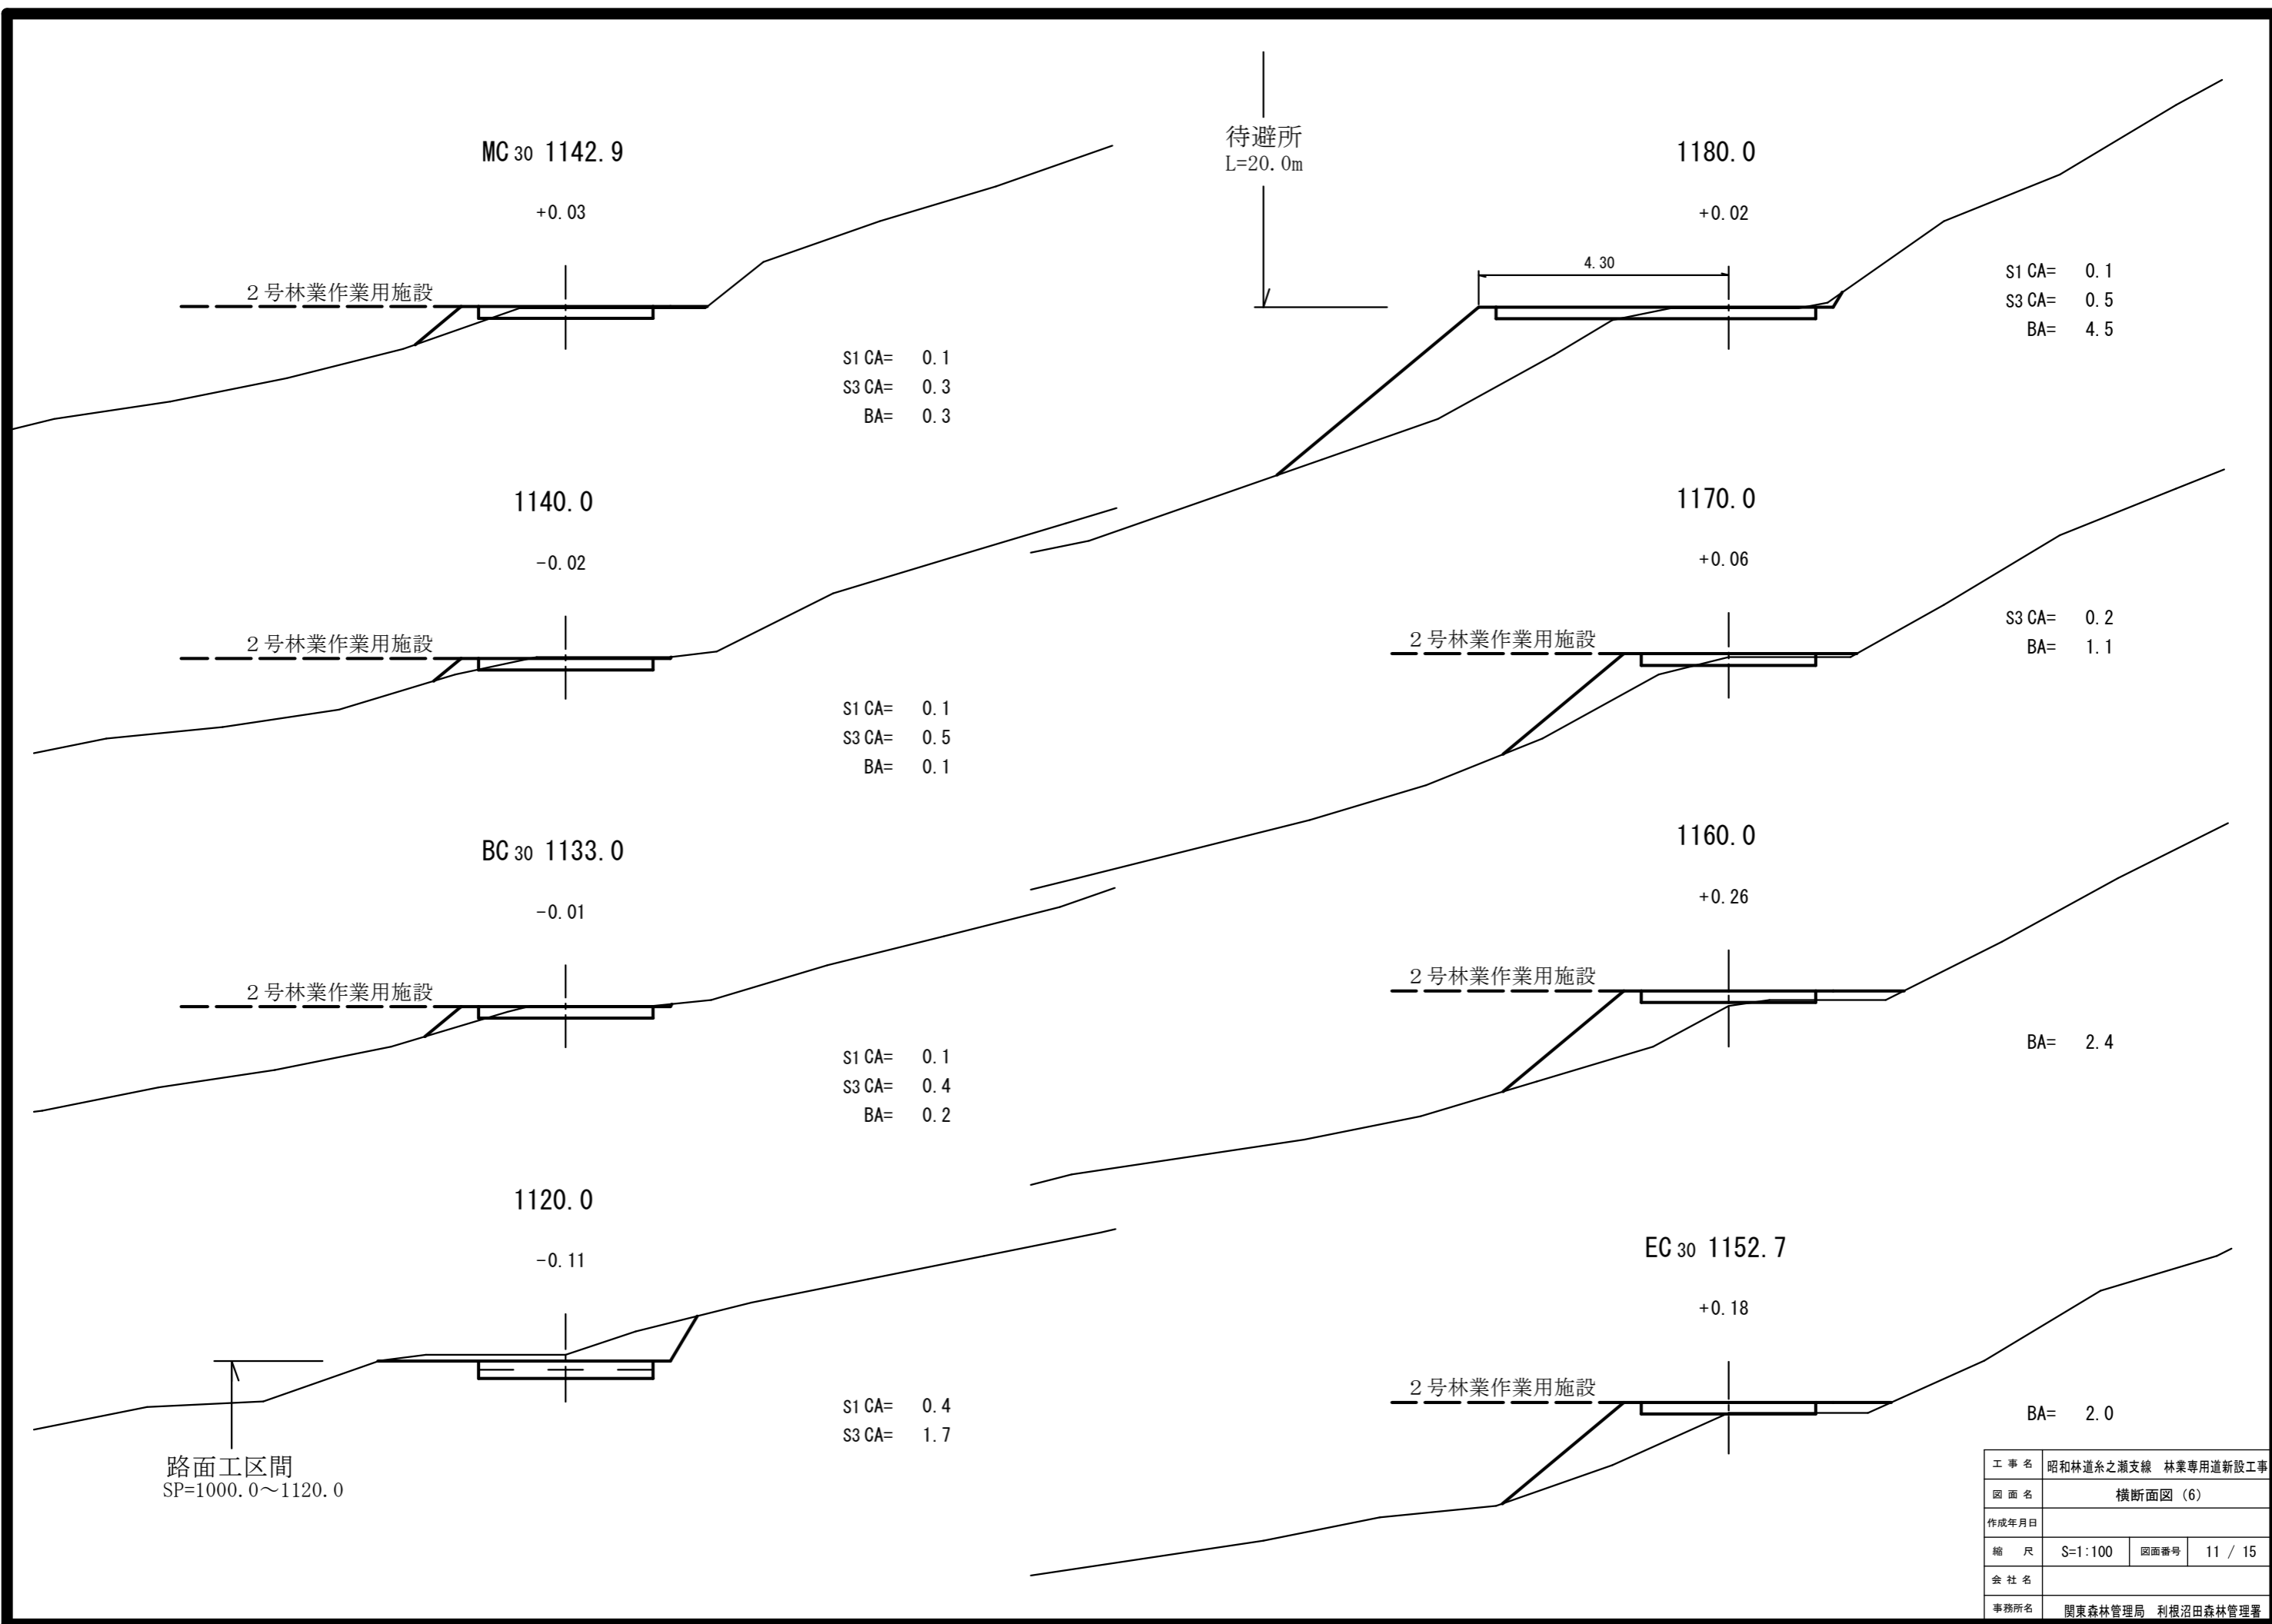 MC 30 1142.9
+0.03
2号林業作業用施設
S1 CA= 0.1
S3 CA= 0.3
BA= 0.3
1140.0
-0.02
2号林業作業用施設
S1 CA= 0.1
S3 CA= 0.5
BA= 0.1
BC 30 1133.0
-0.01
2号林業作業用施設
S1 CA= 0.1
S3 CA= 0.4
BA= 0.2
1120.0
-0.11
S1 CA= 0.4
S3 CA= 1.7
路面工区間
SP=1000.0～1120.0
待避所
L=20.0m
1180.0
+0.02
4.30
S1 CA= 0.1
S3 CA= 0.5
BA= 4.5
1170.0
+0.06
2号林業作業用施設
S3 CA= 0.2
BA= 1.1
1160.0
+0.26
2号林業作業用施設
BA= 2.4
EC 30 1152.7
+0.18
2号林業作業用施設
BA= 2.0
工事名 昭和林道糸之瀬支線 林業専用道新設工事
図面名 横断面図（6）
作成年月日
縮尺 S=1:100 図面番号 11 / 15
会社名
事務所名 関東森林管理局 利根沼田森林管理署